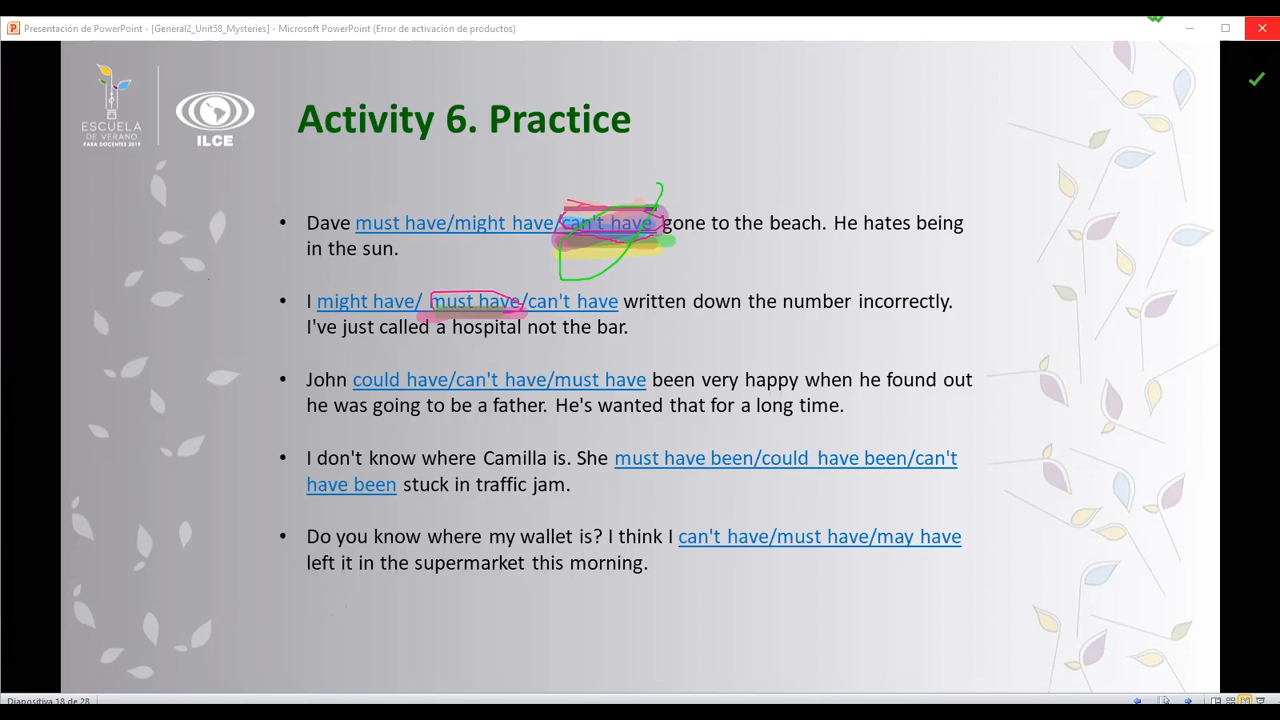 Presentación de PowerPoint - [General2_Unit58_Mysteries] - Microsoft PowerPoint (Error de activación de productos)
ESCUELA
DE VERANO
PARA DOCENTES 2019
ILCE
Activity 6. Practice
• Dave must have/might have/can't have gone to the beach. He hates being
in the sun.
• I might have/ must have/can't have written down the number incorrectly.
I've just called a hospital not the bar.
• John could have/can't have/must have been very happy when he found out
he was going to be a father. He's wanted that for a long time.
• I don't know where Camilla is. She must have been/could have been/can't
have been stuck in traffic jam.
• Do you know where my wallet is? I think I can't have/must have/may have
left it in the supermarket this morning.
Diapositiva 18 de 28